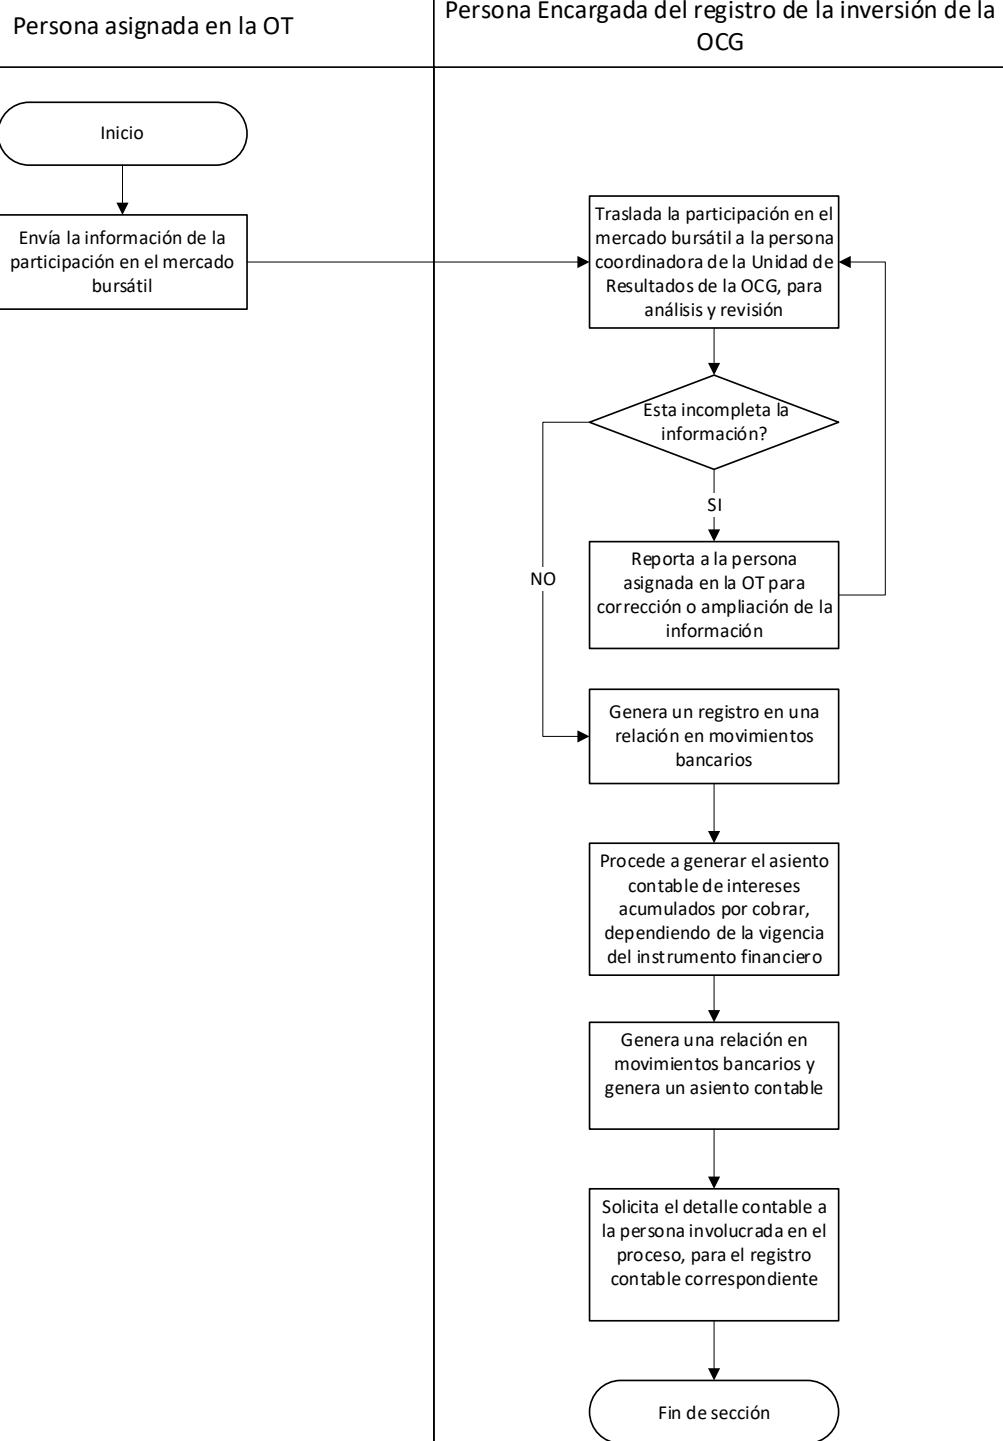 Persona asignada en la OT
Persona Encargada del registro de la inversión de la
OCG
Inicio
Envía la información de la
participación en el mercado
bursátil
Traslada la participación en el
mercado bursátil a la persona
coordinadora de la Unidad de
Resultados de la OCG, para
análisis y revisión
Esta incompleta la
información?
SI
NO
Reporta a la persona
asignada en la OT para
corrección o ampliación de la
información
Genera un registro en una
relación en movimientos
bancarios
Procede a generar el asiento
contable de intereses
acumulados por cobrar,
dependiendo de la vigencia
del instrumento financiero
Genera una relación en
movimientos bancarios y
genera un asiento contable
Solicita el detalle contable a
la persona involucrada en el
proceso, para el registro
contable correspondiente
Fin de sección